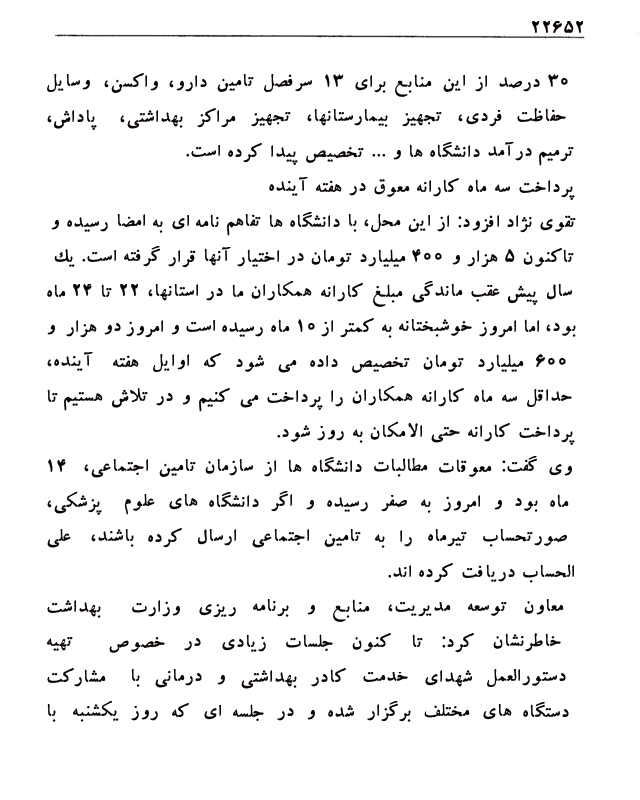 ۲۲۶۵۲
۳۰ درصد از این منابع برای ۱۳ سرفصل تامین دارو، واکسن، وسایل
حفاظت فردی، تجهیز بیمارستانها، تجهیز مراکز بهداشتی، پاداش،
ترمیم درآمد دانشگاه ها و ... تخصیص پیدا کرده است.
پرداخت سه ماه کارانه معوق در هفته آینده
تقوی نژاد افزود: از این محل، با دانشگاه ها تفاهم نامه ای به امضا رسیده و
تاکنون ۵ هزار و ۴۰۰ میلیارد تومان در اختیار آنها قرار گرفته است. یك
سال پیش عقب ماندگی مبلغ کارانه همکاران ما در استانها، ۲۲ تا ۲۴ ماه
بود، اما امروز خوشبختانه به کمتر از ۱۰ ماه رسیده است و امروز دو هزار و
۶۰۰ میلیارد تومان تخصیص داده می شود که اوایل هفته آینده،
حداقل سه ماه کارانه همکاران را پرداخت می کنیم و در تلاش هستیم تا
پرداخت کارانه حتی الامکان به روز شود.
وی گفت: معوقات مطالبات دانشگاه ها از سازمان تامین اجتماعی، ۱۴
ماه بود و امروز به صفر رسیده و اگر دانشگاه های علوم پزشکی،
صورتحساب تیرماه را به تامین اجتماعی ارسال کرده باشند، علی
الحساب دریافت کرده اند.
معاون توسعه مدیریت، منابع و برنامه ریزی وزارت بهداشت
خاطرنشان کرد: تا کنون جلسات زیادی در خصوص تهیه
دستورالعمل شهدای خدمت کادر بهداشتی و درمانی با مشارکت
دستگاه های مختلف برگزار شده و در جلسه ای که روز یکشنبه با